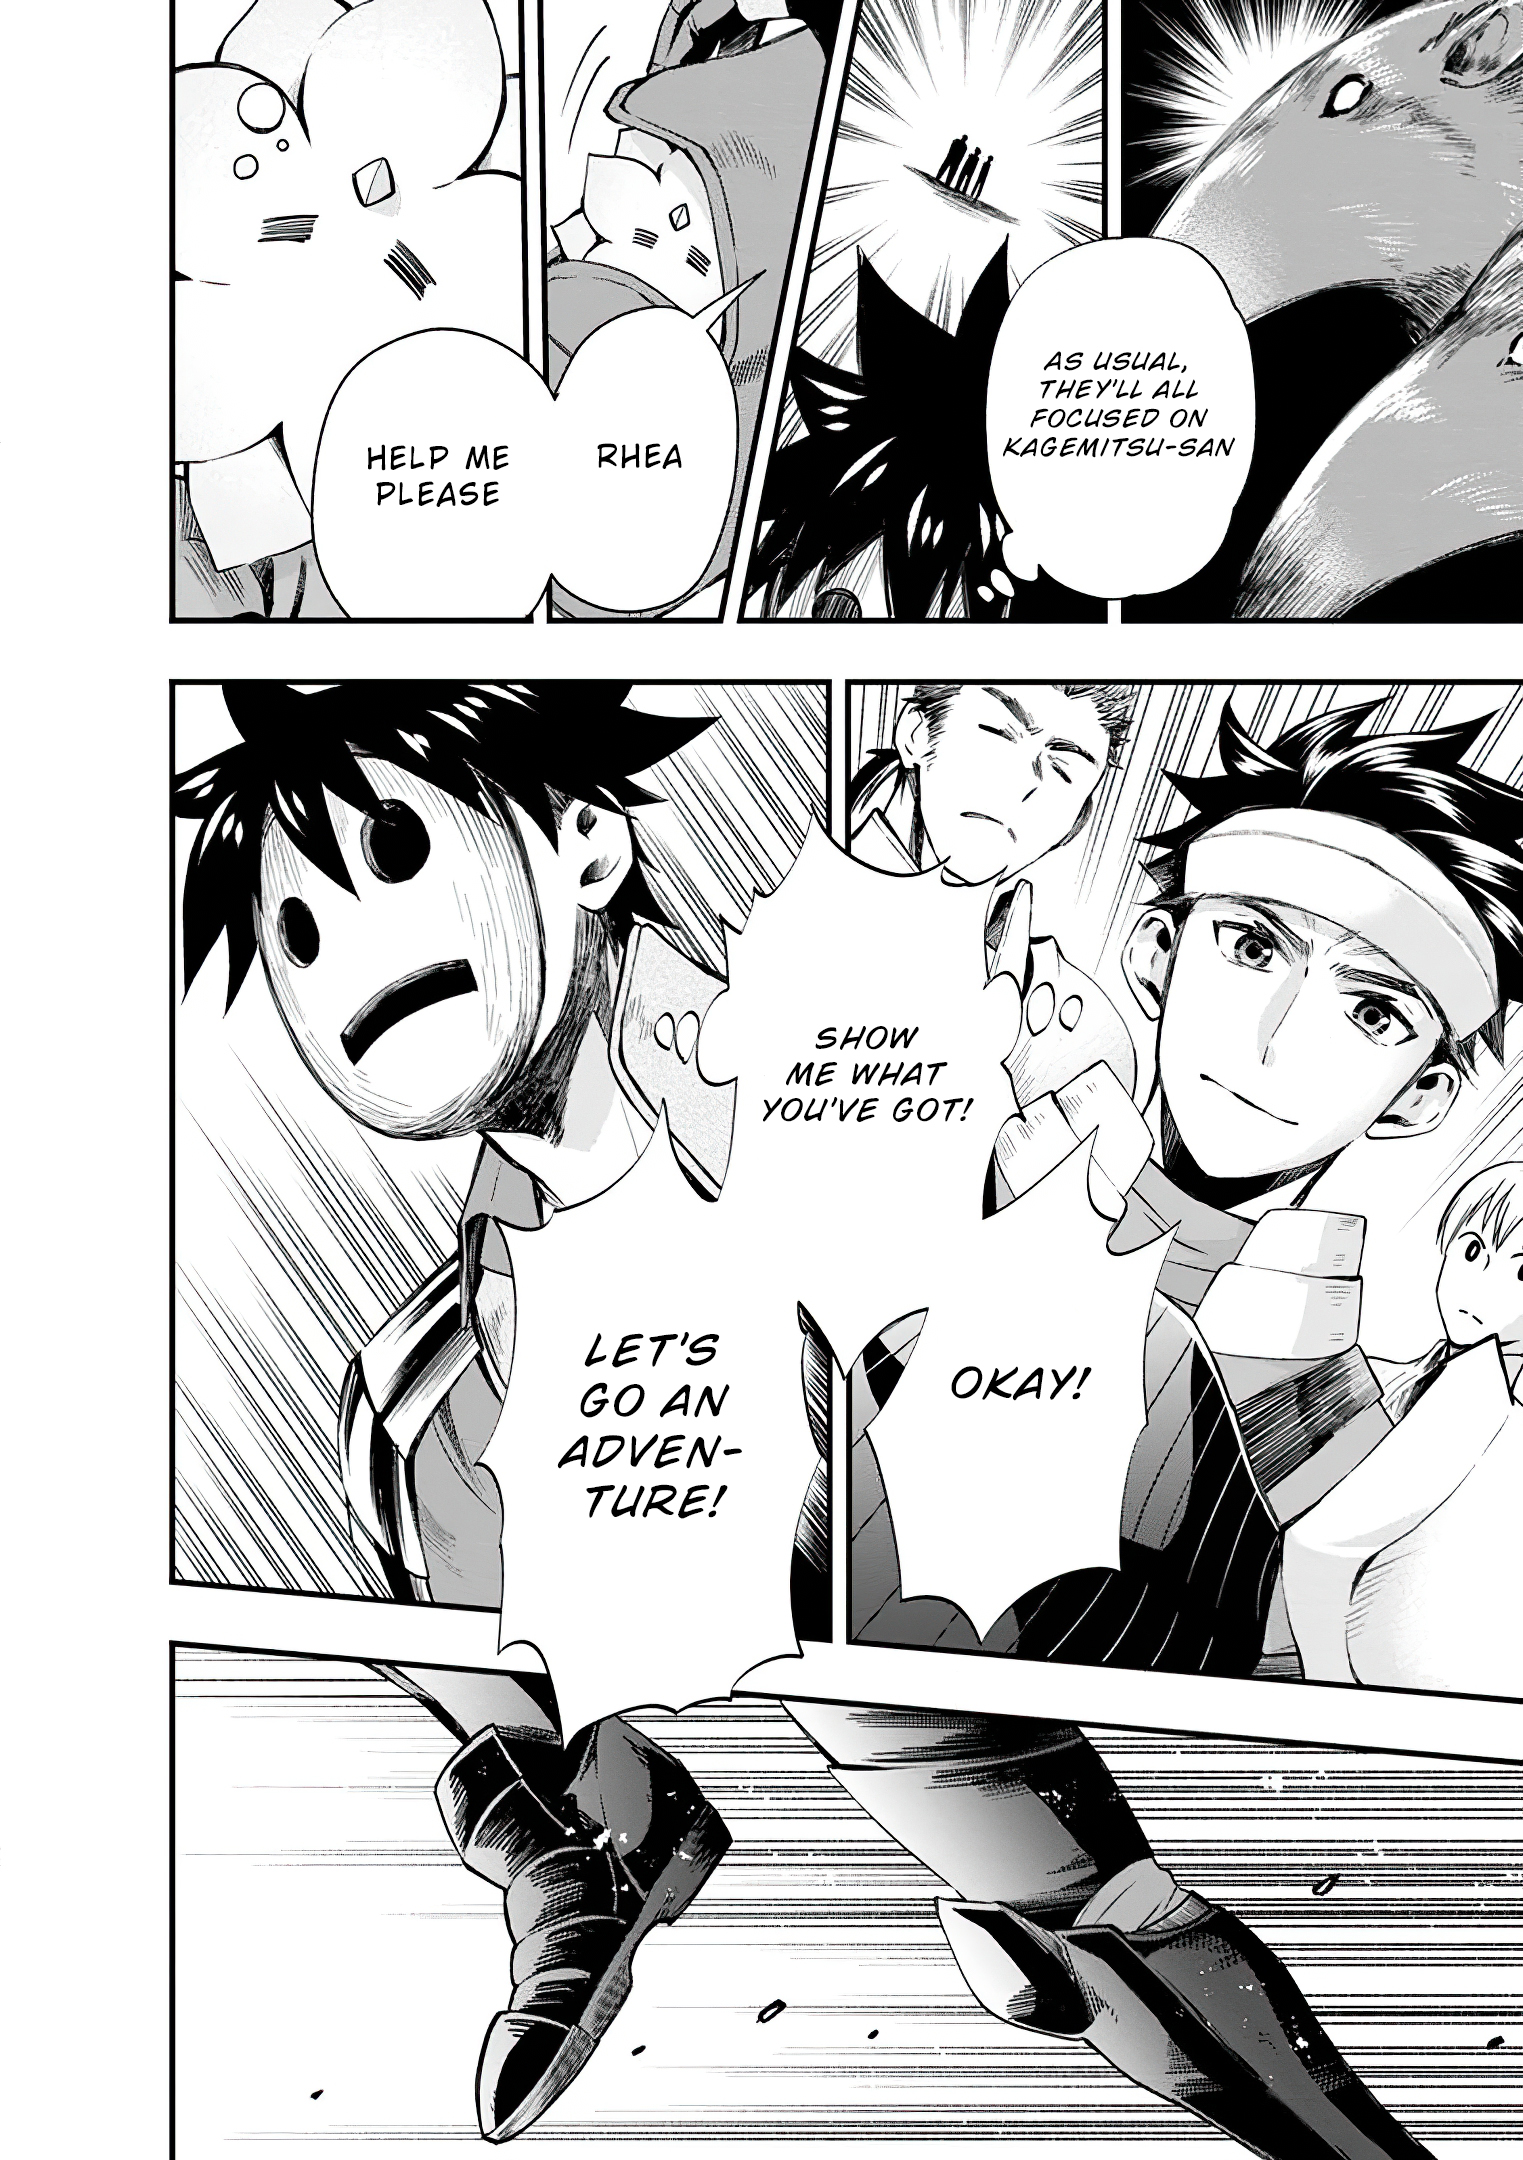 AS USUAL,
THEY'LL ALL
FOCUSED ON
KAGEMITSU-SAN
RHEA
HELP ME
PLEASE
SHOW
ME WHAT
YOU'VE GOT!
OKAY!
LET'S
GO AN
ADVEN-
TURE!